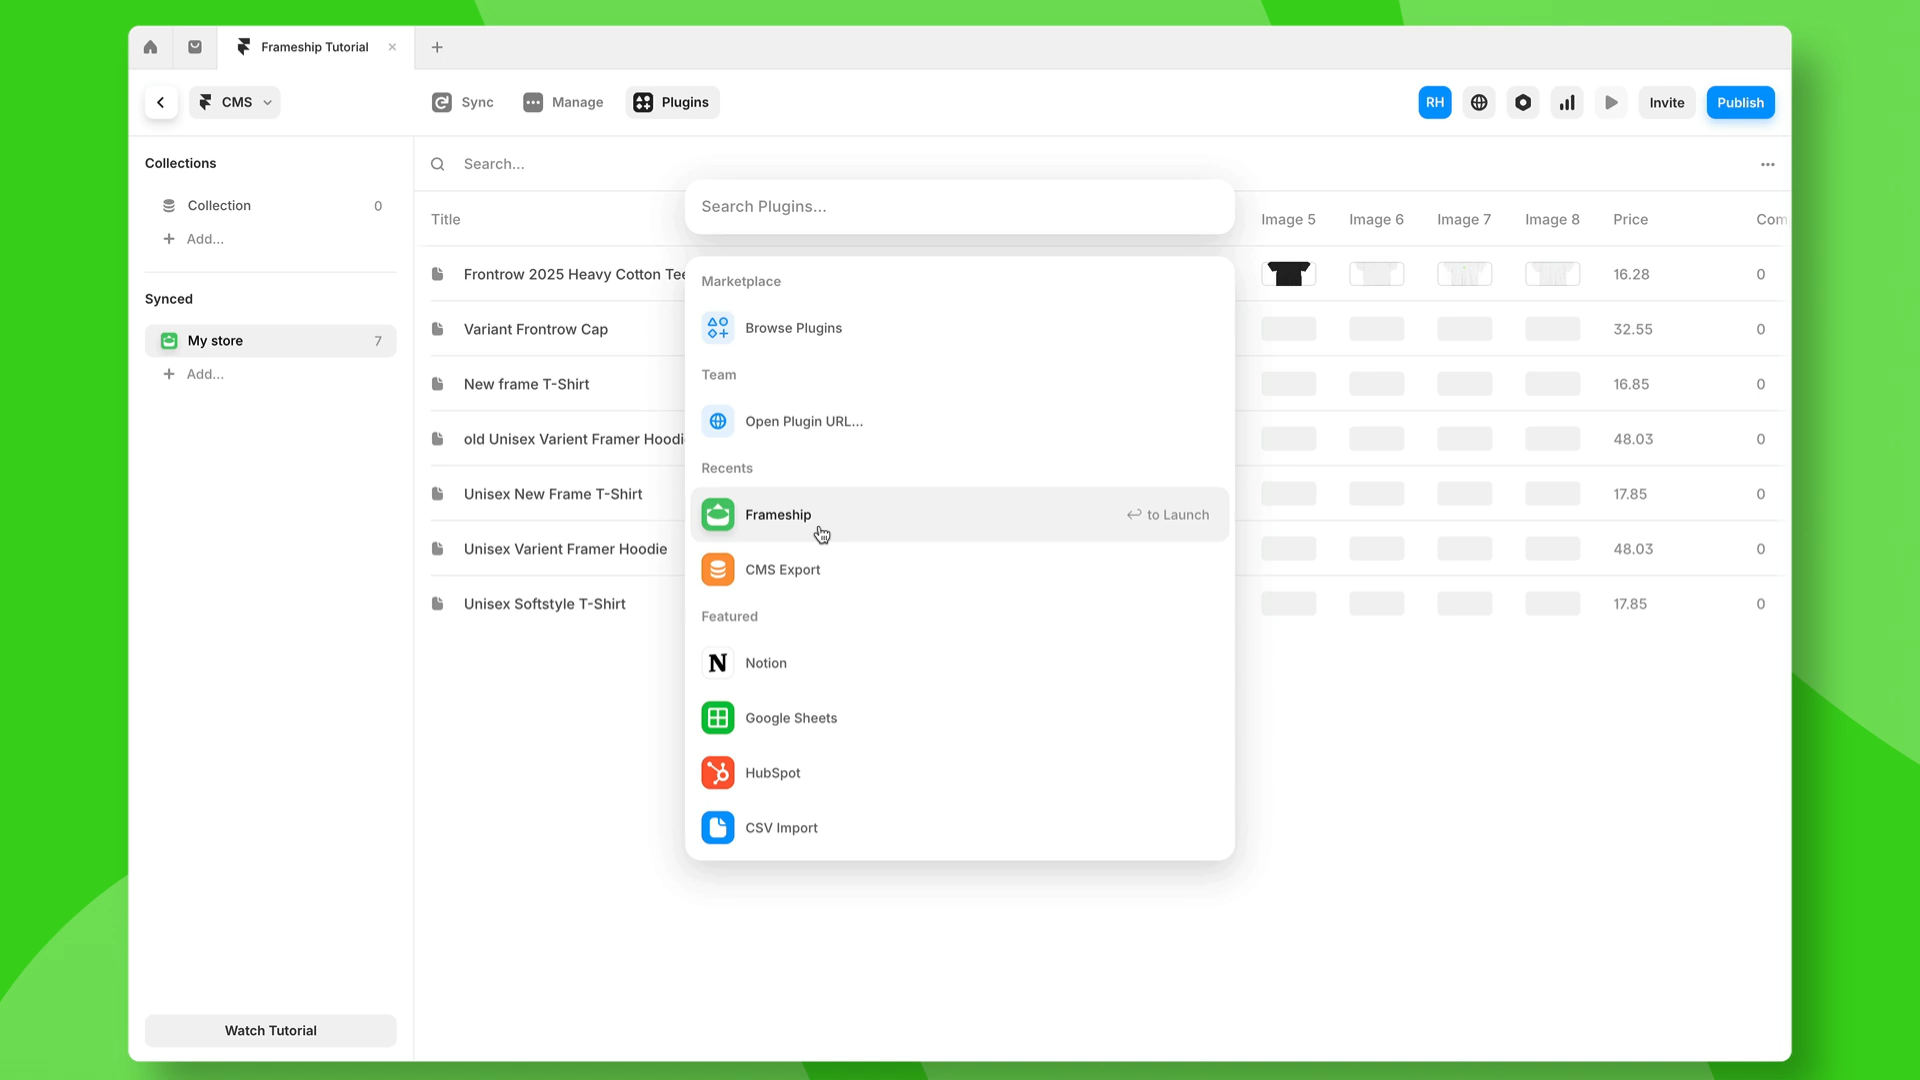 Frameship Tutorial
CMS
Sync
Manage
Plugins
RH
Invite
Publish
Collections
Collection 0
Add...
Synced
My store 7
Add...
Watch Tutorial
Search...
Title
Image 5
Image 6
Image 7
Image 8
Price
Com
Frontrow 2025 Heavy Cotton Tee
16.28
0
Variant Frontrow Cap
32.55
0
New frame T-Shirt
16.85
0
old Unisex Varient Framer Hoodi
48.03
0
Unisex New Frame T-Shirt
17.85
0
Unisex Varient Framer Hoodie
48.03
0
Unisex Softstyle T-Shirt
17.85
0
Search Plugins...
Marketplace
Browse Plugins
Team
Open Plugin URL...
Recents
Frameship
to Launch
CMS Export
Featured
N Notion
Google Sheets
HubSpot
CSV Import